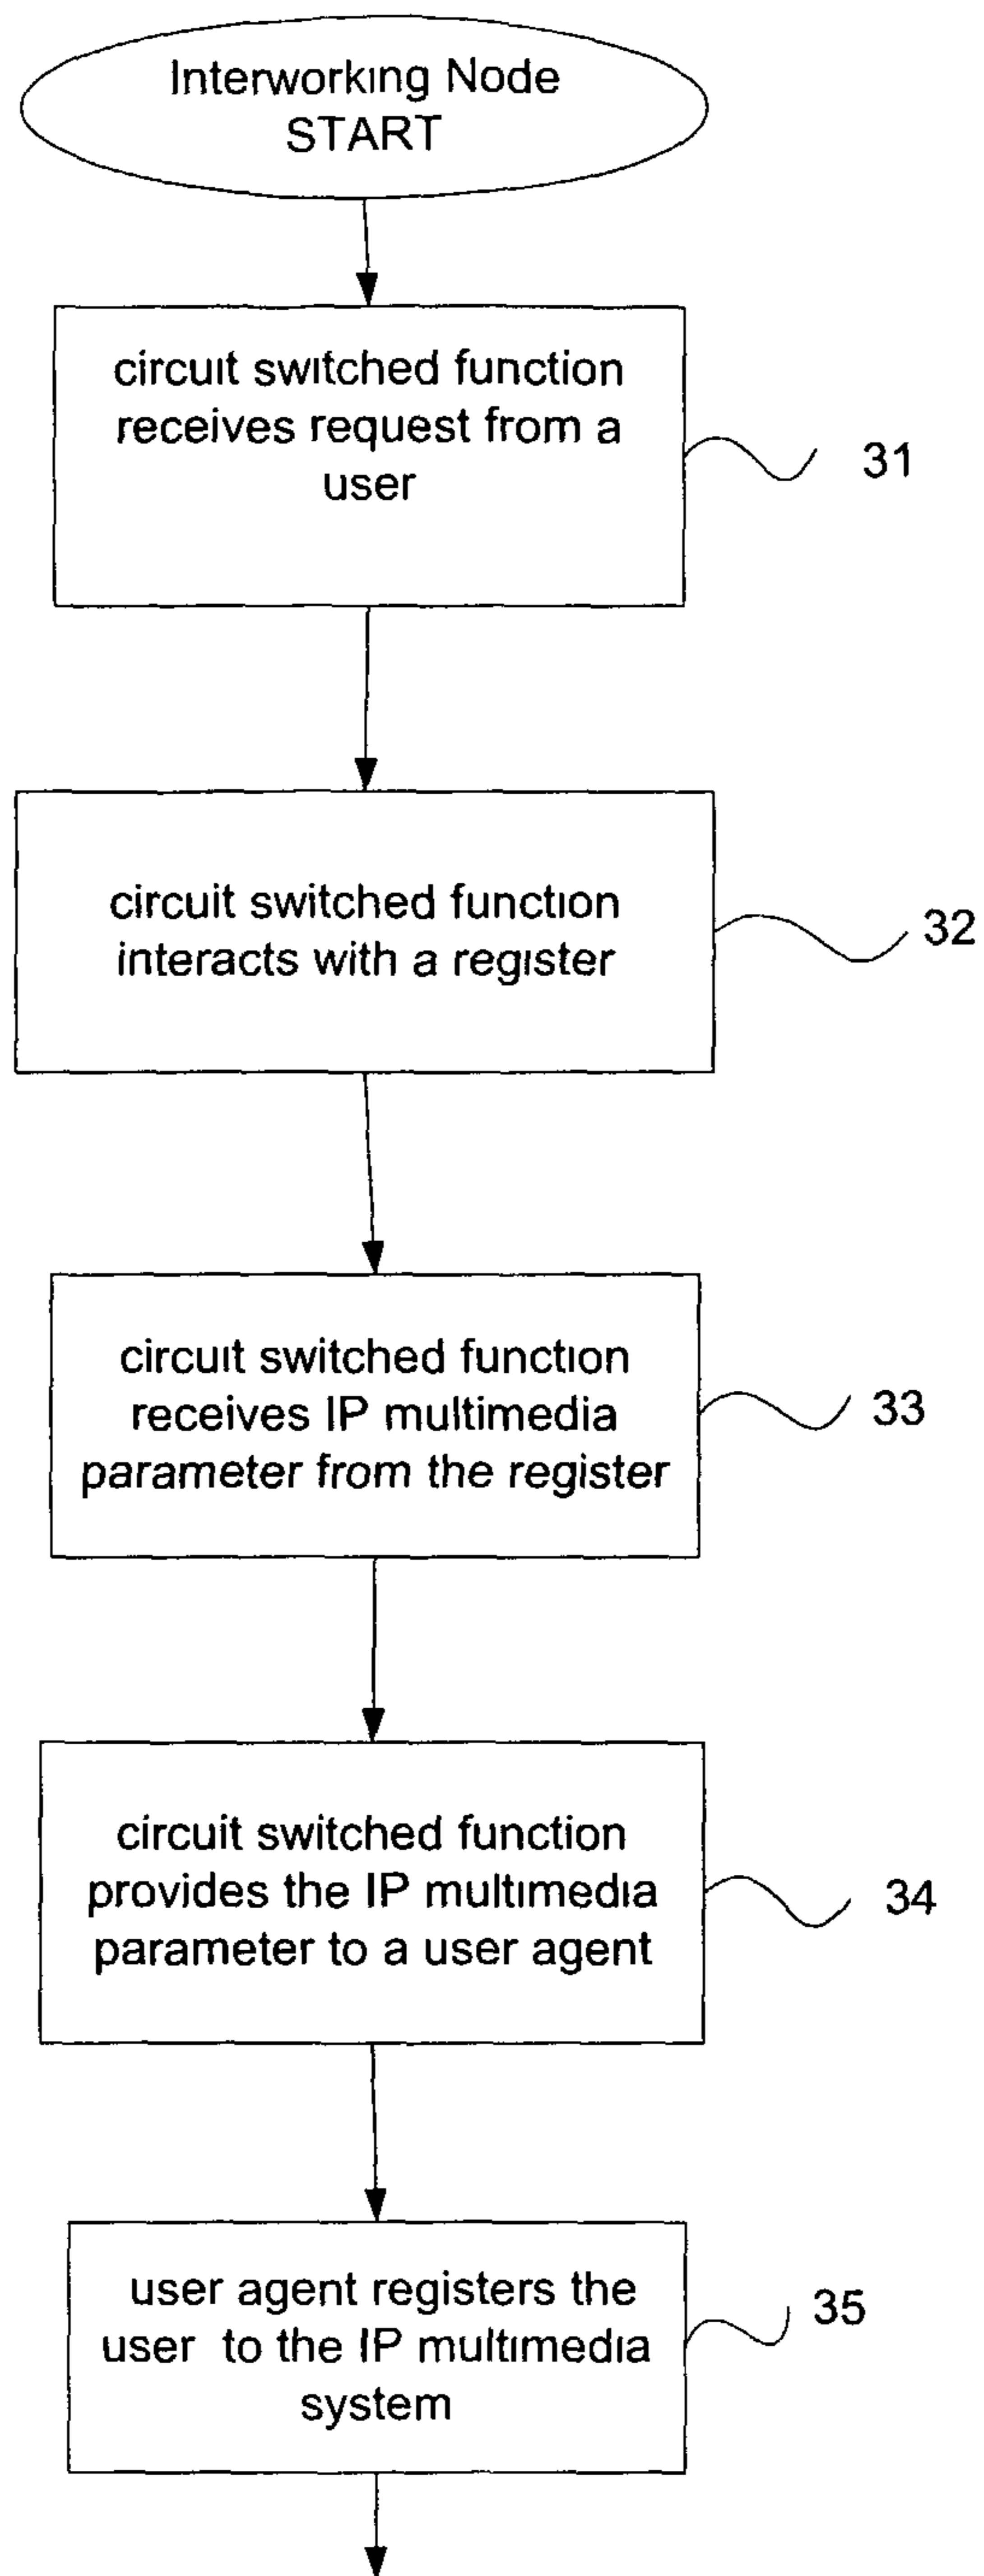 Interworking Node
START
circuit switched function
receives request from a
user
31
circuit switched function
interacts with a register
32
circuit switched function
receives IP multimedia
parameter from the register
33
circuit switched function
provides the IP multimedia
parameter to a user agent
34
user agent registers the
user to the IP multimedia
system
35